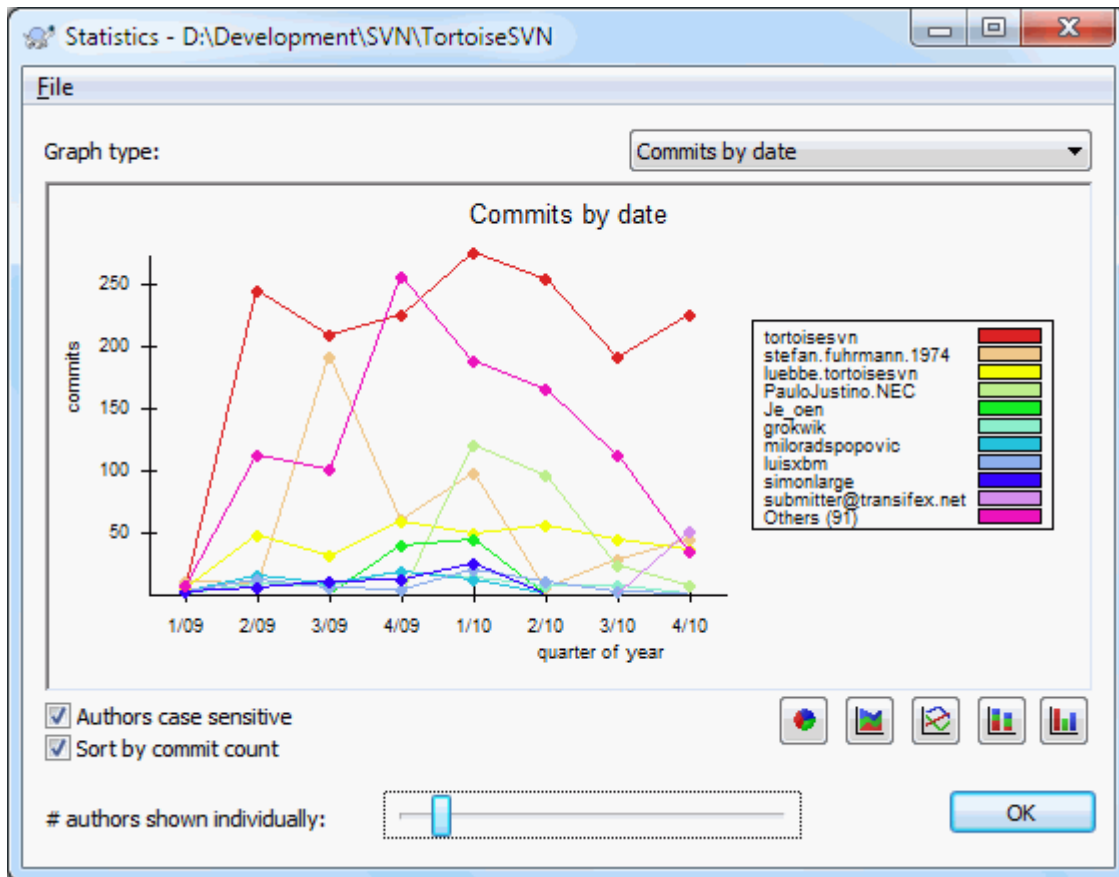 Statistics - D:\Development\SVN\TortoiseSVN
File
Graph type:
Commits by date
Commits by date
commits
250
200
150
100
50
1/09 2/09 3/09 4/09 1/10 2/10 3/10 4/10
quarter of year
tortoisesvn
stefan.fuhrmann.1974
luebbe.tortoisesvn
PauloJustino.NEC
Je_oen
grokwik
miloradspopovic
luisxbm
simonlarge
submitter@transifex.net
Others (91)
Authors case sensitive
Sort by commit count
# authors shown individually:
OK